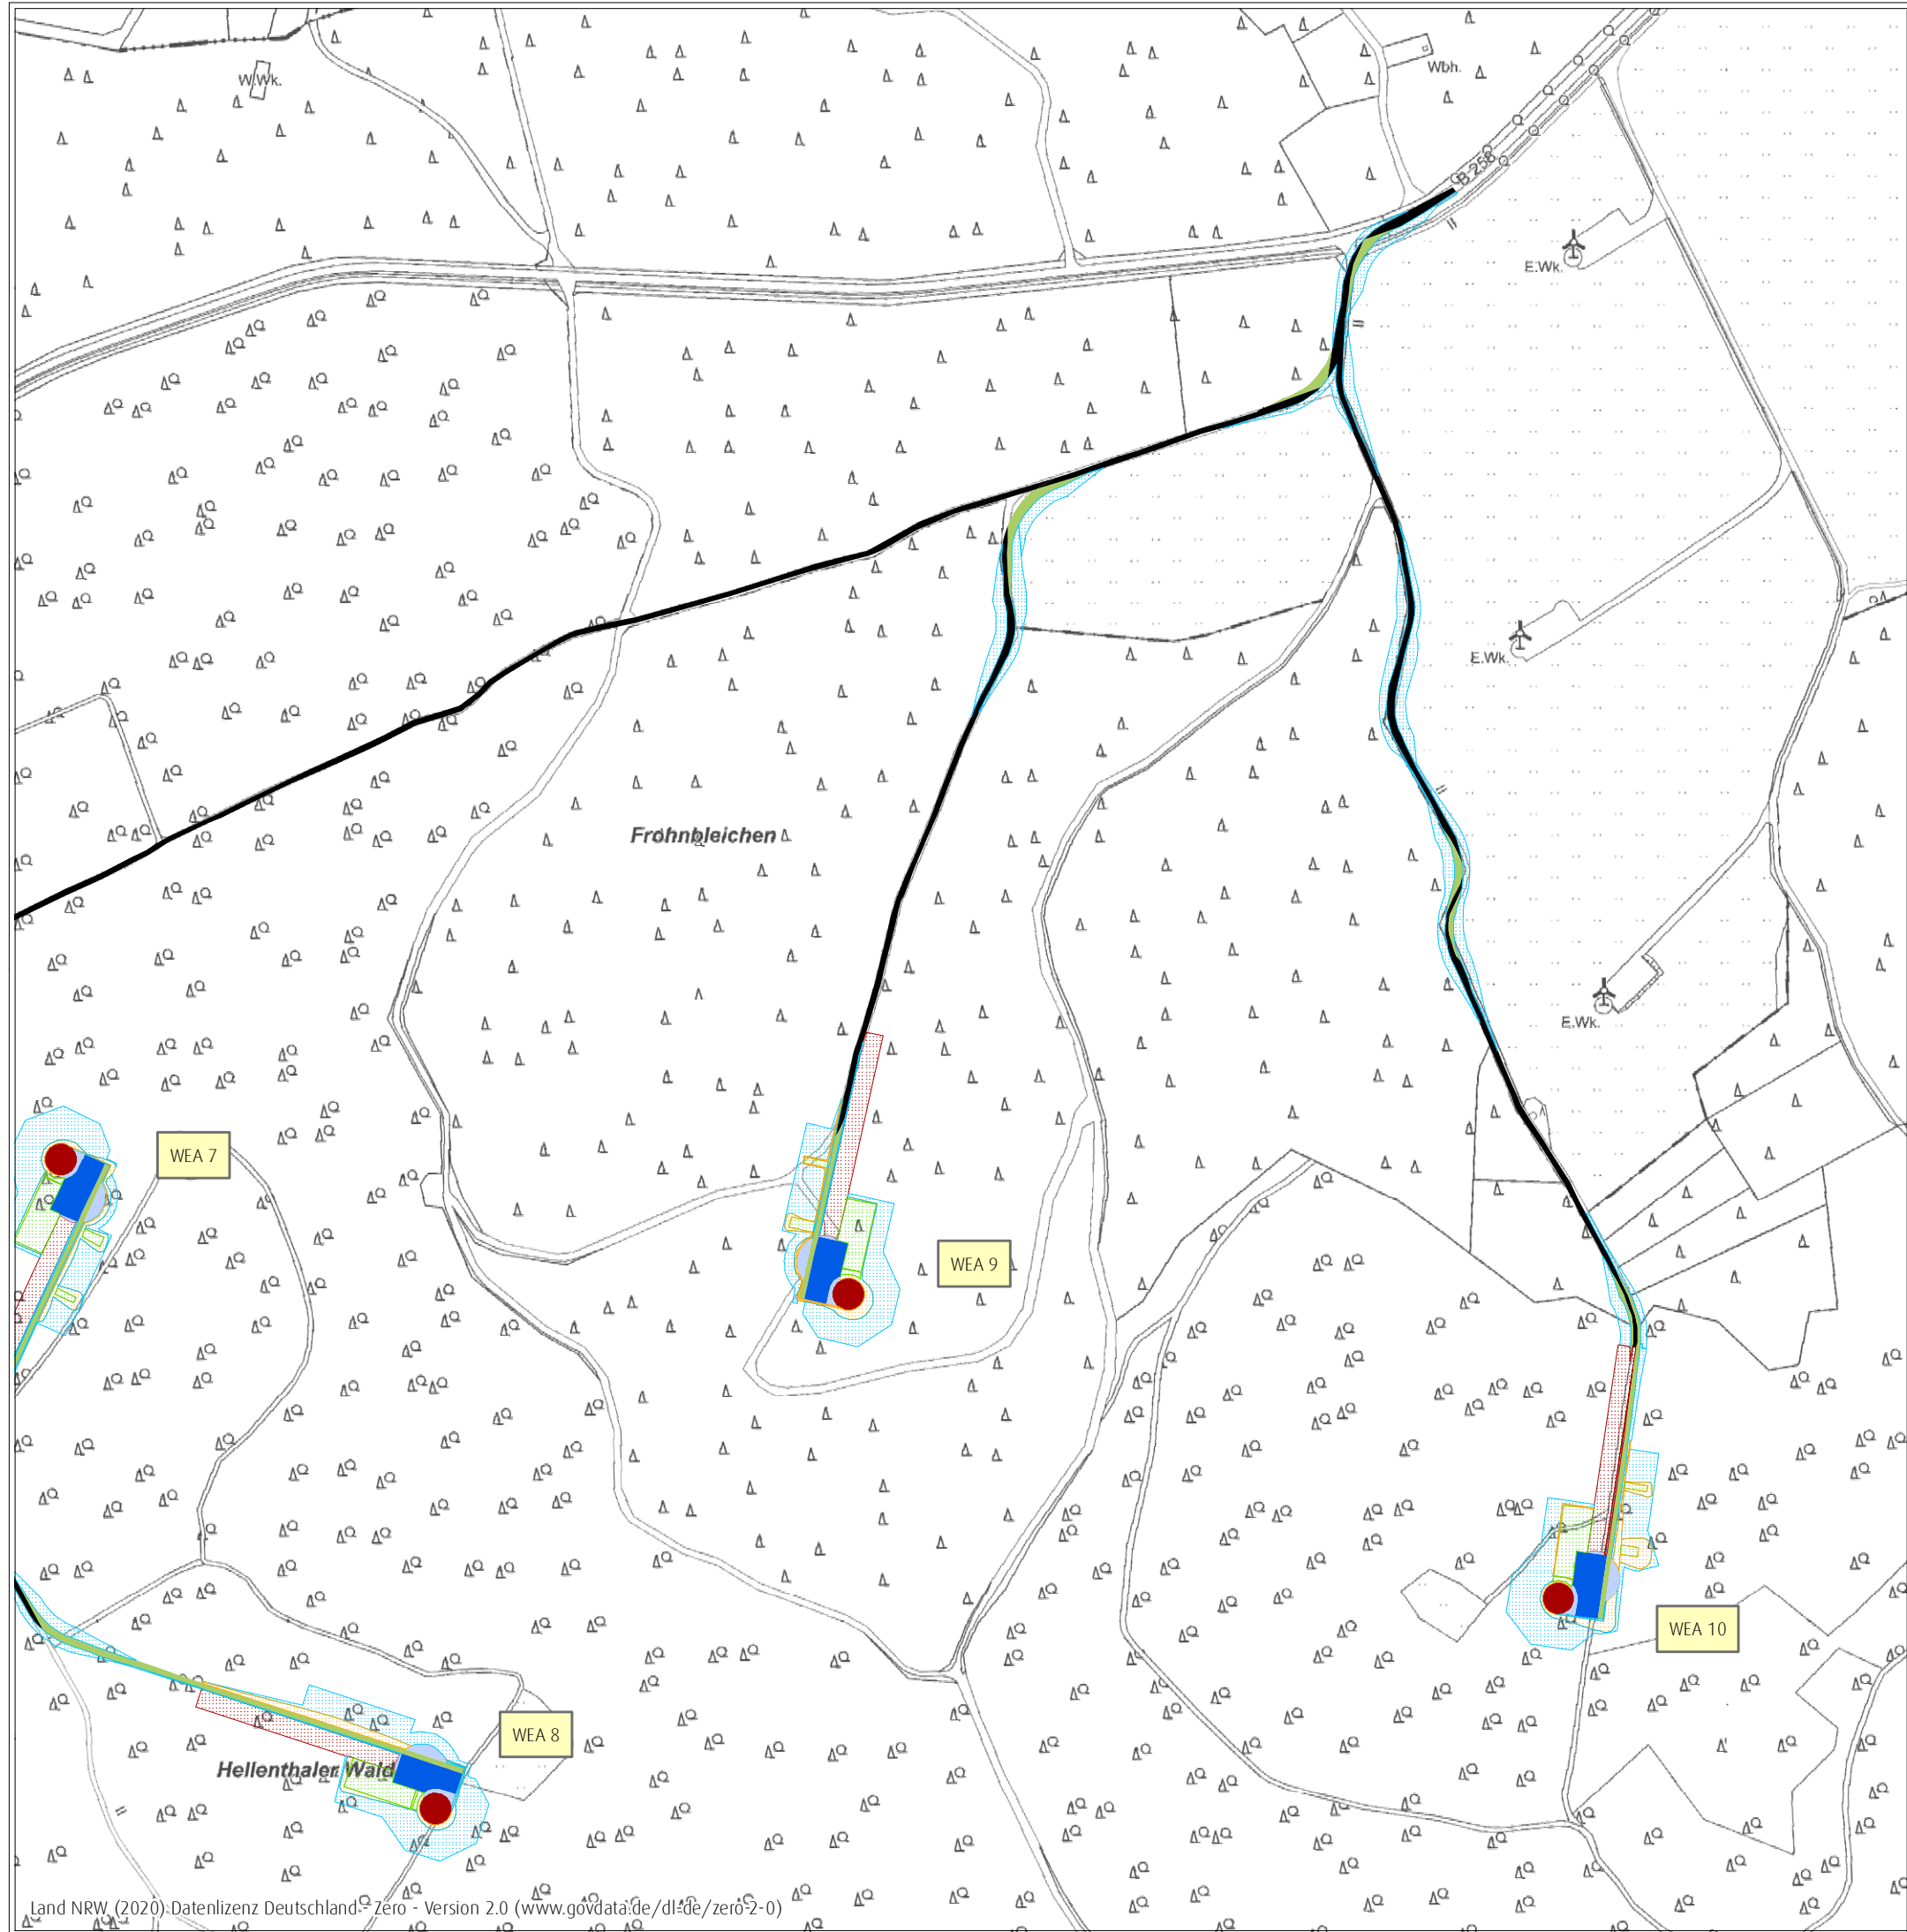 W.Wk.
Wbh.
B 258
E.Wk.
E.Wk.
Frohnbleichen
E.Wk.
WEA 7
WEA 9
WEA 10
WEA 8
Hellenthaler Wald
Land NRW (2020) Datenlizenz Deutschland - Zero - Version 2.0 (www.govdata.de/dl-de/zero-2-0)